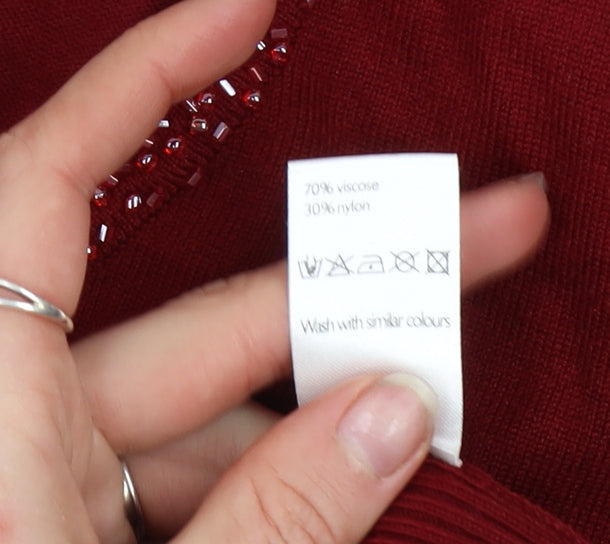 70% viscose
30% nylon
Wash with similar colours